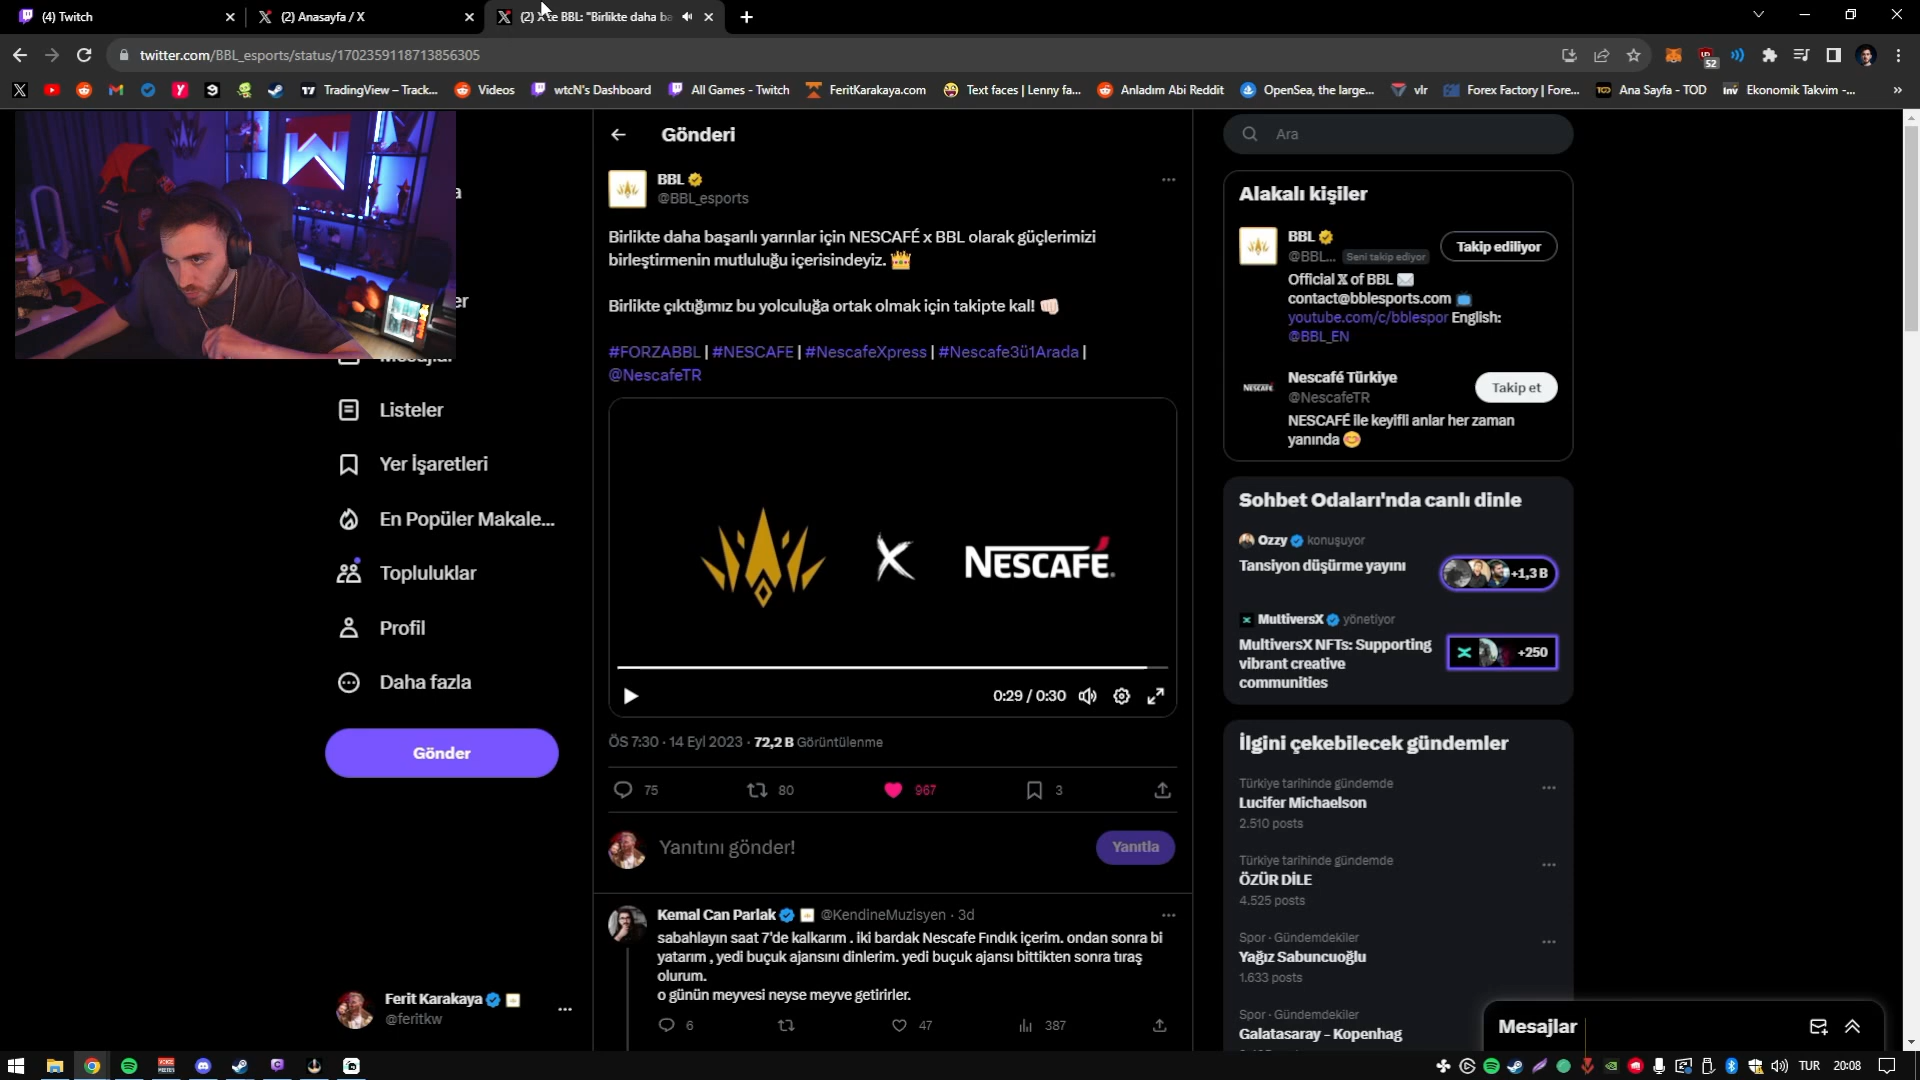 (4) Twitch
(2) Anasayfa / X
BBL: "Birlikte daha ba
twitter.com/BBL_esports/status/1702359118713856305
52
TradingView – Track...
Videos
wtcN's Dashboard
All Games - Twitch
FeritKarakaya.com
Text faces | Lenny fa...
Anladım Abi Reddit
OpenSea, the large...
vlr
Forex Factory | Fore...
Ana Sayfa - TOD
Ekonomik Takvim -...
Listeler
Yer İşaretleri
En Popüler Makale...
Topluluklar
Profil
Daha fazla
Gönder
Ferit Karakaya
@feritkw
Gönderi
BBL
@BBL_esports
Birlikte daha başarılı yarınlar için NESCAFÉ x BBL olarak güçlerimizi
birleştirmenin mutluluğu içerisindeyiz. 👑
Birlikte çıktığımız bu yolculuğa ortak olmak için takipte kal! 👊🏻
#FORZABBL | #NESCAFE | #NescafeXpress | #Nescafe3ü1Arada |
@NescafeTR
X NESCAFÉ.
0:29 / 0:30
ÖS 7:30 · 14 Eyl 2023 · 72,2 B Görüntülenme
75 80 967 3
Yanıtını gönder!
Yanıtla
Kemal Can Parlak @KendineMuzisyen · 3d
sabahlayın saat 7'de kalkarım . iki bardak Nescafe Fındık içerim. ondan sonra bi
yatarım , yedi buçuk ajansını dinlerim. yedi buçuk ajansı bittikten sonra tıraş
olurum.
o günün meyvesi neyse meyve getirirler.
6 47 387
Ara
Alakalı kişiler
BBL
@BBL... Seni takip ediyor
Takip ediliyor
Official X of BBL ✉️
contact@bblesports.com 📺
youtube.com/c/bblespor English:
@BBL_EN
NESCAFÉ
Nescafé Türkiye
@NescafeTR
Takip et
NESCAFÉ ile keyifli anlar her zaman
yanında 😊
Sohbet Odaları'nda canlı dinle
Ozzy konuşuyor
Tansiyon düşürme yayını
+1,3 B
MultiversX yönetiyor
MultiversX NFTs: Supporting
vibrant creative
communities
+250
İlgini çekebilecek gündemler
Türkiye tarihinde gündemde
Lucifer Michaelson
2.510 posts
Türkiye tarihinde gündemde
ÖZÜR DİLE
4.525 posts
Spor · Gündemdekiler
Yağız Sabuncuoğlu
1.633 posts
Spor · Gündemdekiler
Galatasaray - Kopenhag
Mesajlar
TUR
20:08